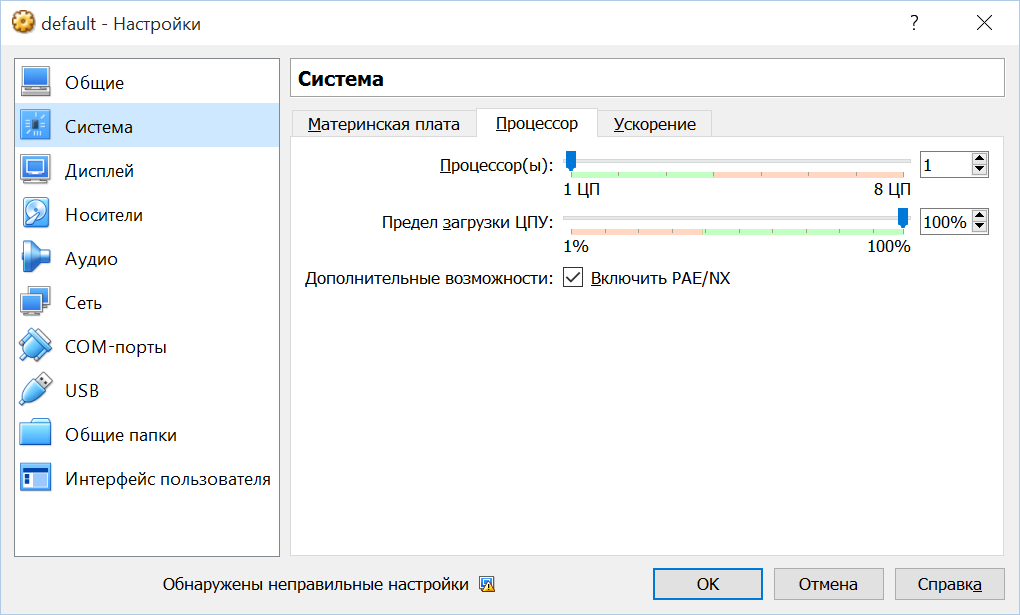 default - Настройки
?
Общие
Система
Дисплей
Носители
Аудио
Сеть
COM-порты
USB
Общие папки
Интерфейс пользователя
Система
Материнская плата Процессор Ускорение
Процессор(ы): 1
1 ЦП 8 ЦП
Предел загрузки ЦПУ: 100%
1% 100%
Дополнительные возможности: Включить PAE/NX
Обнаружены неправильные настройки
OK Отмена Справка